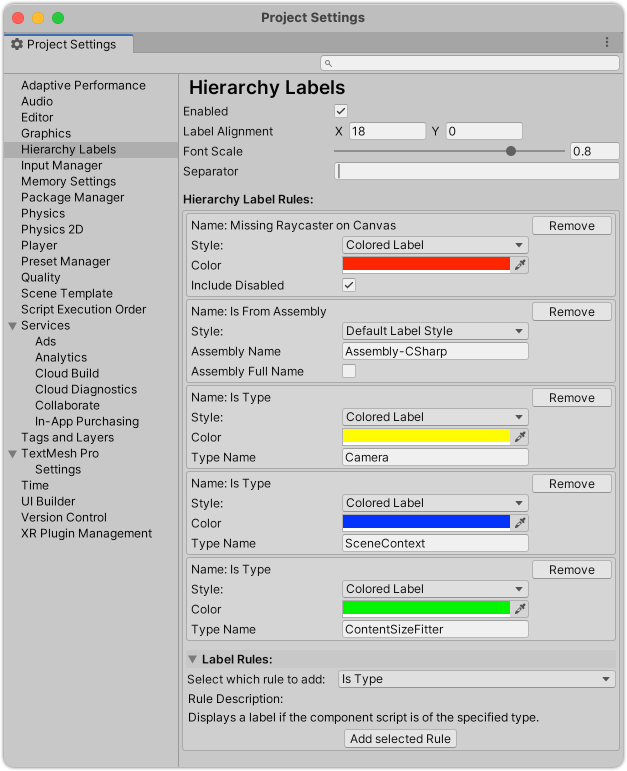 Project Settings
Project Settings
Adaptive Performance
Audio
Editor
Graphics
Hierarchy Labels
Input Manager
Memory Settings
Package Manager
Physics
Physics 2D
Player
Preset Manager
Quality
Scene Template
Script Execution Order
Services
Ads
Analytics
Cloud Build
Cloud Diagnostics
Collaborate
In-App Purchasing
Tags and Layers
TextMesh Pro
Settings
Time
UI Builder
Version Control
XR Plugin Management
Hierarchy Labels
Enabled
Label Alignment X 18 Y 0
Font Scale 0.8
Separator |
Hierarchy Label Rules:
Name: Missing Raycaster on Canvas Remove
Style: Colored Label
Color
Include Disabled
Name: Is From Assembly Remove
Style: Default Label Style
Assembly Name Assembly-CSharp
Assembly Full Name
Name: Is Type Remove
Style: Colored Label
Color
Type Name Camera
Name: Is Type Remove
Style: Colored Label
Color
Type Name SceneContext
Name: Is Type Remove
Style: Colored Label
Color
Type Name ContentSizeFitter
Label Rules:
Select which rule to add: Is Type
Rule Description:
Displays a label if the component script is of the specified type.
Add selected Rule